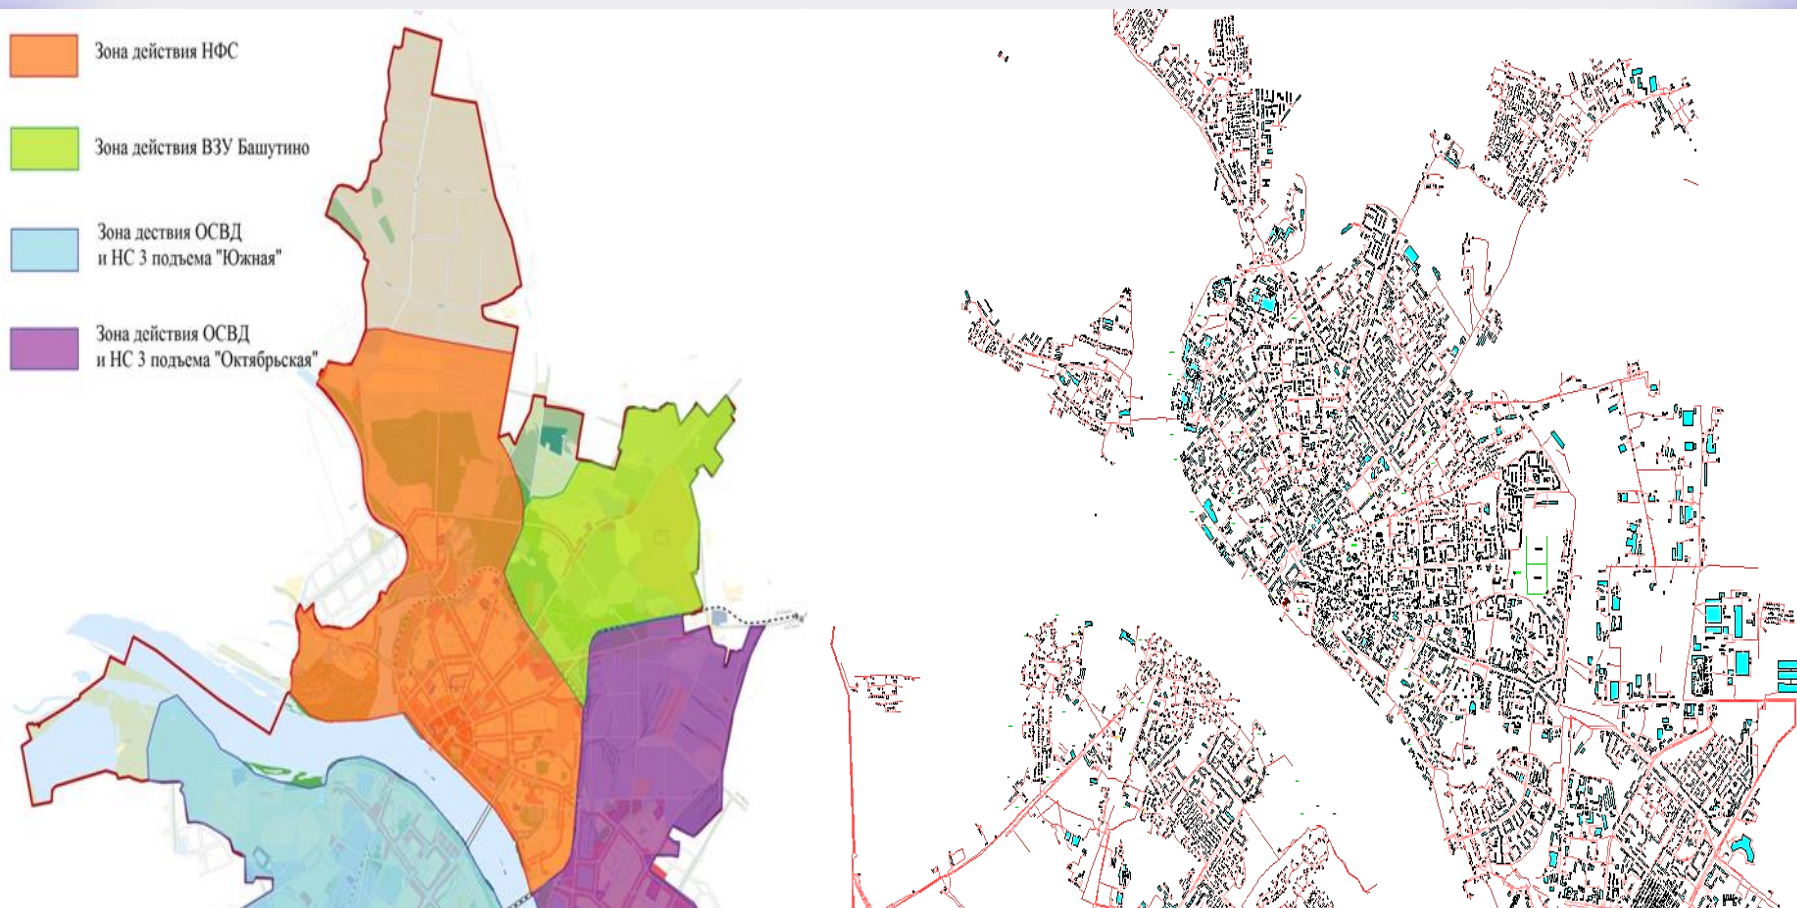 Зона действия НФС
Зона действия ВЗУ Башутино
Зона дествия ОСВД
и НС 3 подъема "Южная"
Зона действия ОСВД
и НС 3 подъема "Октябрьская"